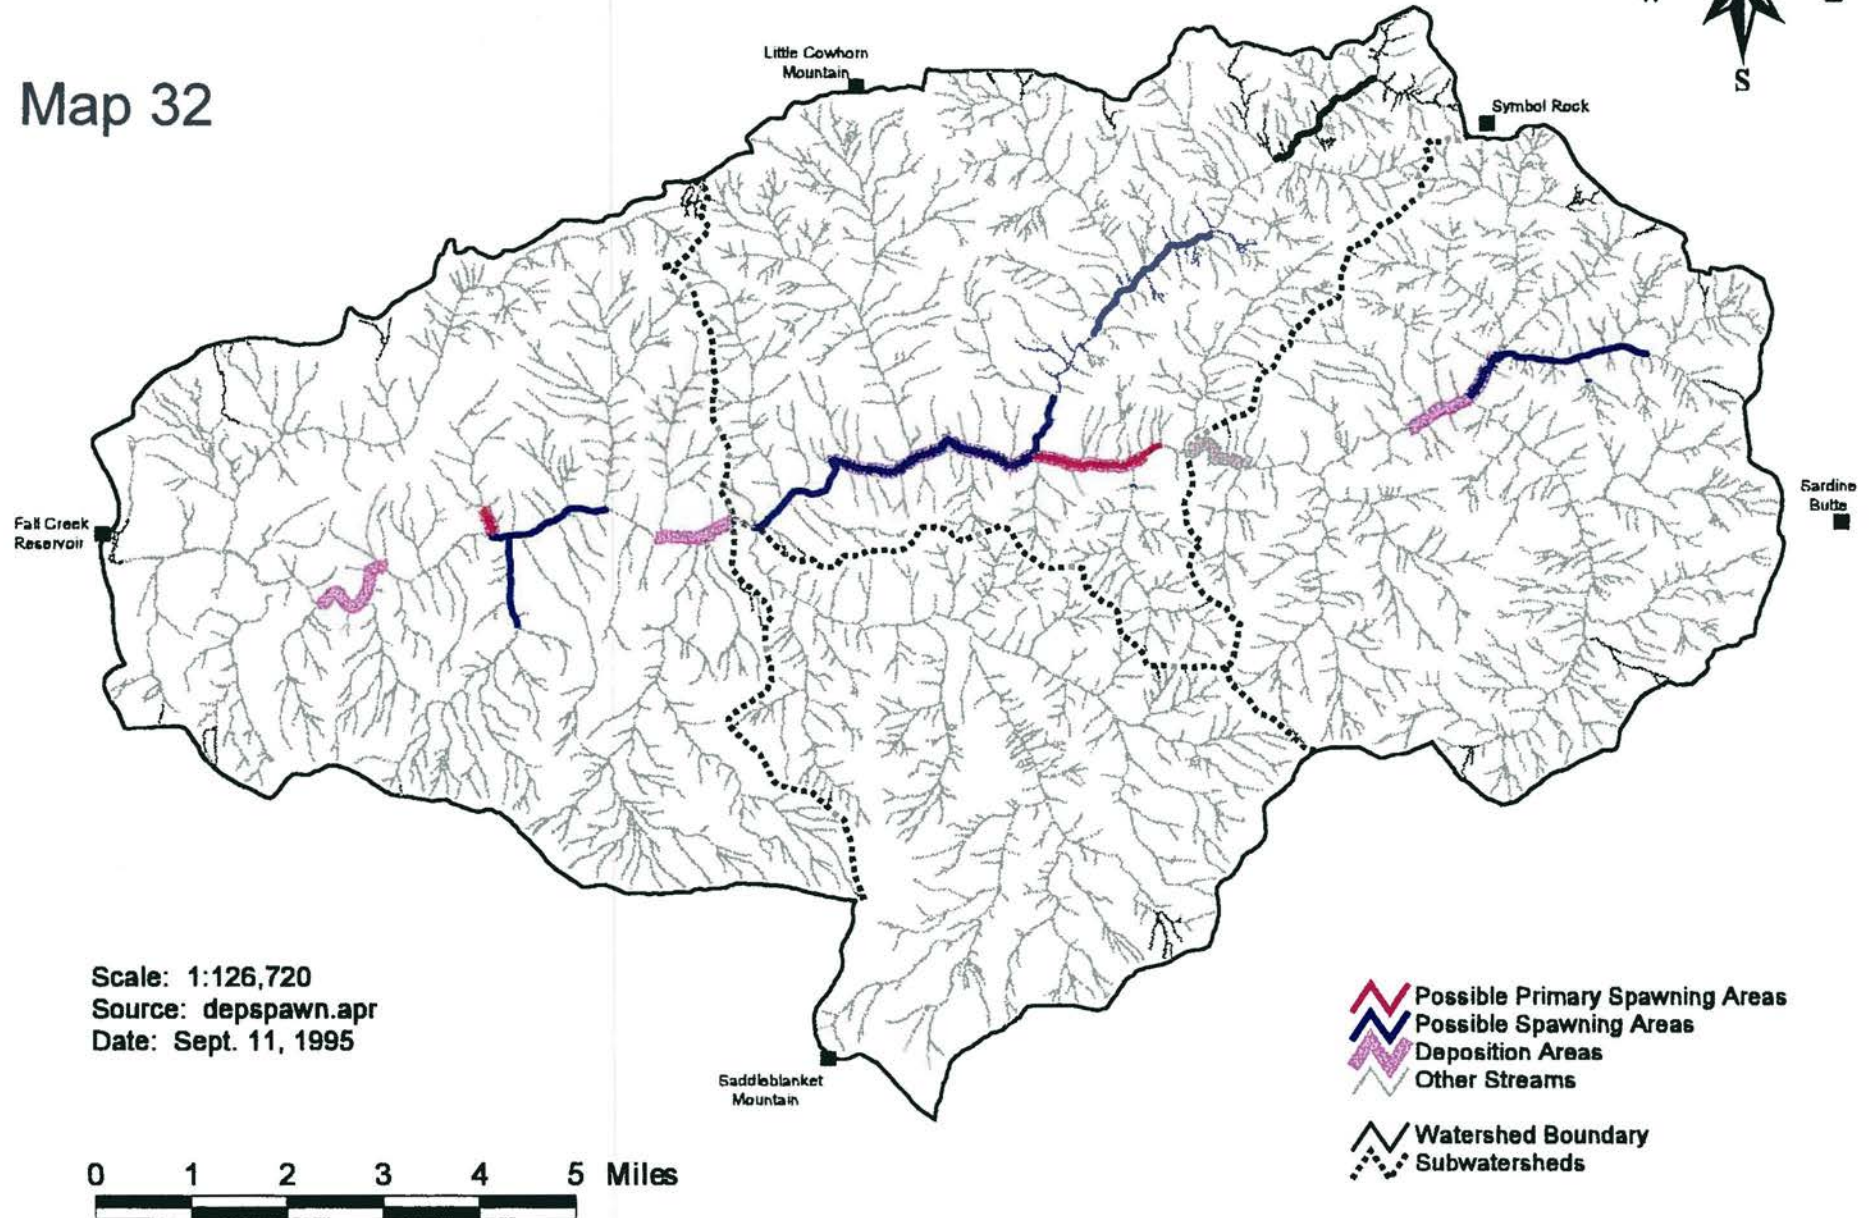 Map 32
Little Cowhorn
Mountain
S
Symbol Rock
Sardine
Butte
Fall Creek
Reservoir
Scale: 1:126,720
Source: depspawn.apr
Date: Sept. 11, 1995
Saddleblanket
Mountain
Possible Primary Spawning Areas
Possible Spawning Areas
Deposition Areas
Other Streams
Watershed Boundary
Subwatersheds
0 1 2 3 4 5 Miles